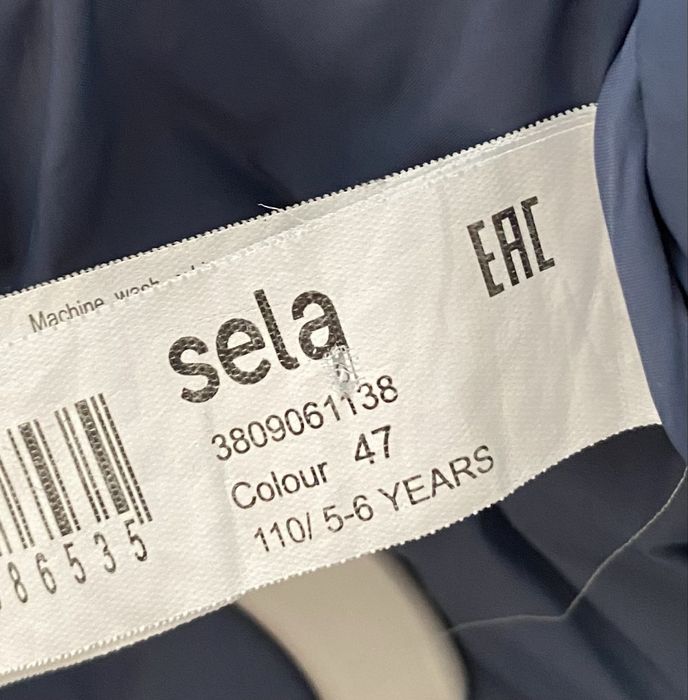 Machine wash
EAC
sela
3809061138
Colour 47
110/ 5-6 YEARS
86535